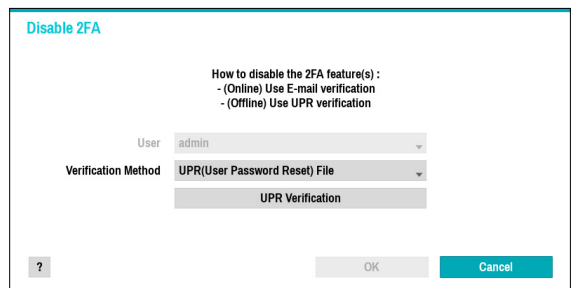 Disable 2FA
How to disable the 2FA feature(s) :
- (Online) Use E-mail verification
- (Offline) Use UPR verification
User admin
Verification Method UPR(User Password Reset) File
UPR Verification
? OK Cancel